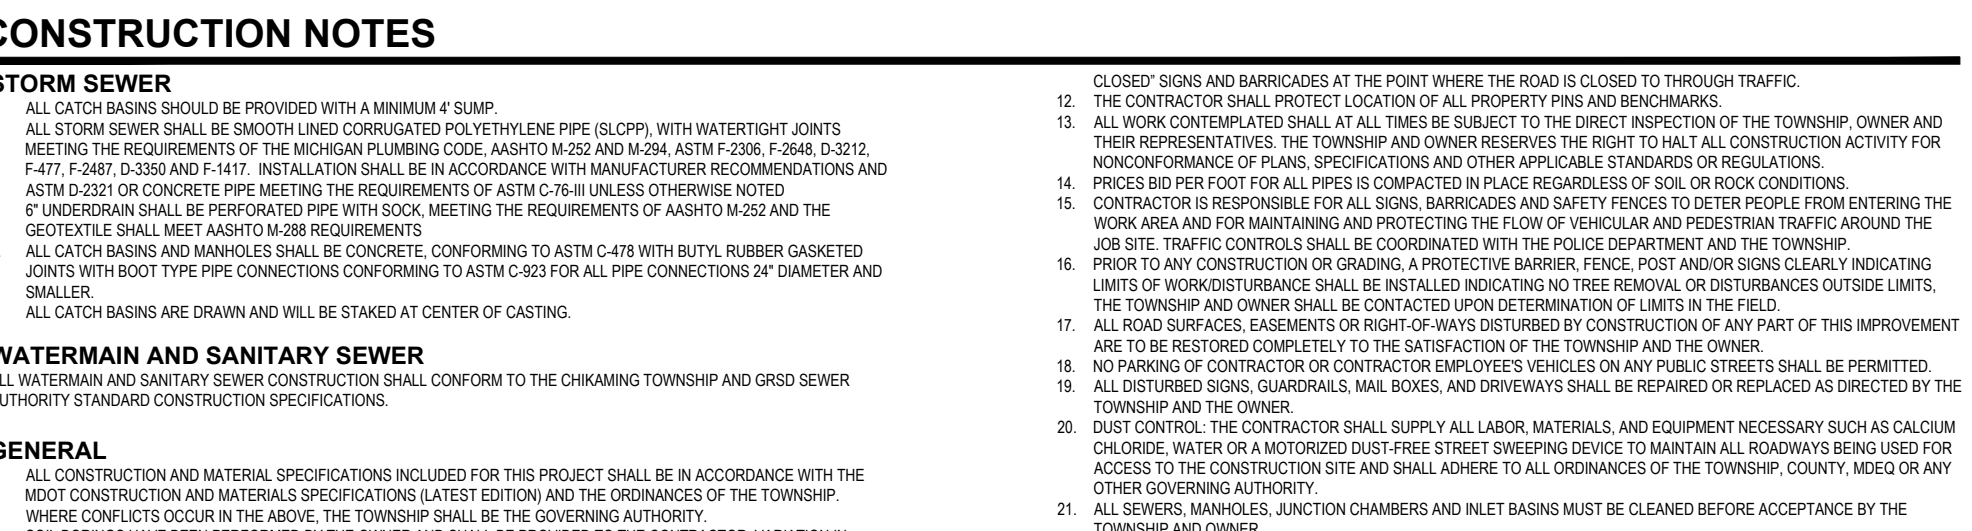 CONSTRUCTION NOTES
STORM SEWER
ALL CATCH BASINS SHOULD BE PROVIDED WITH A MINIMUM 4' SUMP.
ALL STORM SEWER SHALL BE SMOOTH LINED CORRUGATED POLYETHYLENE PIPE (SLCPP), WITH WATERTIGHT JOINTS
MEETING THE REQUIREMENTS OF THE MICHIGAN PLUMBING CODE, AASHTO M-252 AND M-294, ASTM F-2306, F-2648, D-3212,
F-477, F-2487, D-3350 AND F-1417. INSTALLATION SHALL BE IN ACCORDANCE WITH MANUFACTURER RECOMMENDATIONS AND
ASTM D-2321 OR CONCRETE PIPE MEETING THE REQUIREMENTS OF ASTM C-76-III UNLESS OTHERWISE NOTED
6" UNDERDRAIN SHALL BE PERFORATED PIPE WITH SOCK, MEETING THE REQUIREMENTS OF AASHTO M-252 AND THE
GEOTEXTILE SHALL MEET AASHTO M-288 REQUIREMENTS
ALL CATCH BASINS AND MANHOLES SHALL BE CONCRETE, CONFORMING TO ASTM C-478 WITH BUTYL RUBBER GASKETED
JOINTS WITH BOOT TYPE PIPE CONNECTIONS CONFORMING TO ASTM C-923 FOR ALL PIPE CONNECTIONS 24" DIAMETER AND
SMALLER.
ALL CATCH BASINS ARE DRAWN AND WILL BE STAKED AT CENTER OF CASTING.
WATERMAIN AND SANITARY SEWER
ALL WATERMAIN AND SANITARY SEWER CONSTRUCTION SHALL CONFORM TO THE CHIKAMING TOWNSHIP AND GRSD SEWER
AUTHORITY STANDARD CONSTRUCTION SPECIFICATIONS.
GENERAL
ALL CONSTRUCTION AND MATERIAL SPECIFICATIONS INCLUDED FOR THIS PROJECT SHALL BE IN ACCORDANCE WITH THE
MDOT CONSTRUCTION AND MATERIALS SPECIFICATIONS (LATEST EDITION) AND THE ORDINANCES OF THE TOWNSHIP.
WHERE CONFLICTS OCCUR IN THE ABOVE, THE TOWNSHIP SHALL BE THE GOVERNING AUTHORITY.
SOIL BORINGS HAVE BEEN PERFORMED BY THE OWNER AND SHALL BE PROVIDED TO THE CONTRACTOR. VARIATION IN
CLOSED" SIGNS AND BARRICADES AT THE POINT WHERE THE ROAD IS CLOSED TO THROUGH TRAFFIC.
12. THE CONTRACTOR SHALL PROTECT LOCATION OF ALL PROPERTY PINS AND BENCHMARKS.
13. ALL WORK CONTEMPLATED SHALL AT ALL TIMES BE SUBJECT TO THE DIRECT INSPECTION OF THE TOWNSHIP, OWNER AND
THEIR REPRESENTATIVES. THE TOWNSHIP AND OWNER RESERVES THE RIGHT TO HALT ALL CONSTRUCTION ACTIVITY FOR
NONCONFORMANCE OF PLANS, SPECIFICATIONS AND OTHER APPLICABLE STANDARDS OR REGULATIONS.
14. PRICES BID PER FOOT FOR ALL PIPES IS COMPACTED IN PLACE REGARDLESS OF SOIL OR ROCK CONDITIONS.
15. CONTRACTOR IS RESPONSIBLE FOR ALL SIGNS, BARRICADES AND SAFETY FENCES TO DETER PEOPLE FROM ENTERING THE
WORK AREA AND FOR MAINTAINING AND PROTECTING THE FLOW OF VEHICULAR AND PEDESTRIAN TRAFFIC AROUND THE
JOB SITE. TRAFFIC CONTROLS SHALL BE COORDINATED WITH THE POLICE DEPARTMENT AND THE TOWNSHIP.
16. PRIOR TO ANY CONSTRUCTION OR GRADING, A PROTECTIVE BARRIER, FENCE, POST AND/OR SIGNS CLEARLY INDICATING
LIMITS OF WORK/DISTURBANCE SHALL BE INSTALLED INDICATING NO TREE REMOVAL OR DISTURBANCES OUTSIDE LIMITS,
THE TOWNSHIP AND OWNER SHALL BE CONTACTED UPON DETERMINATION OF LIMITS IN THE FIELD.
17. ALL ROAD SURFACES, EASEMENTS OR RIGHT-OF-WAYS DISTURBED BY CONSTRUCTION OF ANY PART OF THIS IMPROVEMENT
ARE TO BE RESTORED COMPLETELY TO THE SATISFACTION OF THE TOWNSHIP AND THE OWNER.
18. NO PARKING OF CONTRACTOR OR CONTRACTOR EMPLOYEE'S VEHICLES ON ANY PUBLIC STREETS SHALL BE PERMITTED.
19. ALL DISTURBED SIGNS, GUARDRAILS, MAIL BOXES, AND DRIVEWAYS SHALL BE REPAIRED OR REPLACED AS DIRECTED BY THE
TOWNSHIP AND THE OWNER.
20. DUST CONTROL: THE CONTRACTOR SHALL SUPPLY ALL LABOR, MATERIALS, AND EQUIPMENT NECESSARY SUCH AS CALCIUM
CHLORIDE, WATER OR A MOTORIZED DUST-FREE STREET SWEEPING DEVICE TO MAINTAIN ALL ROADWAYS BEING USED FOR
ACCESS TO THE CONSTRUCTION SITE AND SHALL ADHERE TO ALL ORDINANCES OF THE TOWNSHIP, COUNTY, MDEQ OR ANY
OTHER GOVERNING AUTHORITY.
21. ALL SEWERS, MANHOLES, JUNCTION CHAMBERS AND INLET BASINS MUST BE CLEANED BEFORE ACCEPTANCE BY THE
TOWNSHIP AND OWNER.